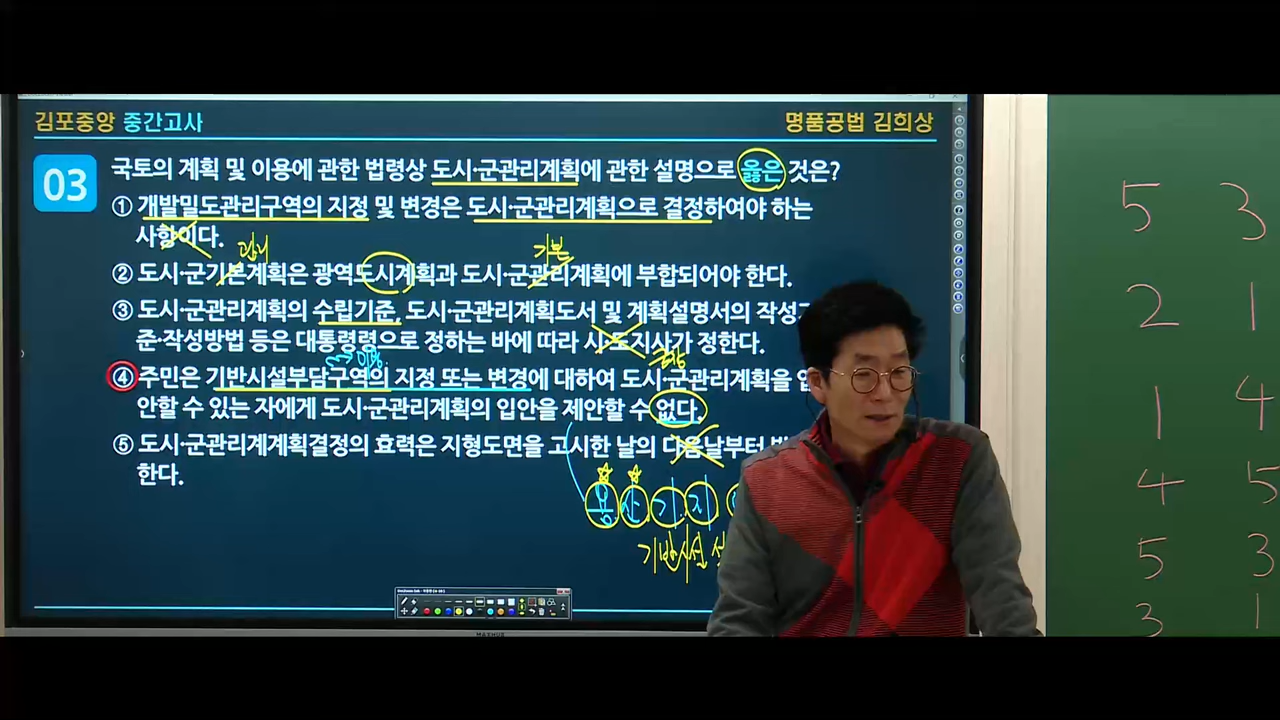 김포중앙 중간고사
명품공법 김희상
03 국토의 계획 및 이용에 관한 법령상 도시·군관리계획에 관한 설명으로 옳은 것은?
① 개발밀도관리구역의 지정 및 변경은 도시·군관리계획으로 결정하여야 하는
사항이다.
관리 기본
② 도시·군기본계획은 광역도시계획과 도시·군관리계획에 부합되어야 한다.
③ 도시·군관리계획의 수립기준, 도시·군관리계획도서 및 계획설명서의 작성
준·작성방법 등은 대통령령으로 정하는 바에 따라 시·도지사가 정한다.
④ 주민은 기반시설부담구역의 지정 또는 변경에 대하여 도시·군관리계획을 입
안할 수 있는 자에게 도시·군관리계획의 입안을 제안할 수 없다.
⑤ 도시·군관리계계획결정의 효력은 지형도면을 고시한 날의 다음날부터
한다.
산 기 지
기반시설
5 3
2 1
1 4
4 5
5 3
3 1